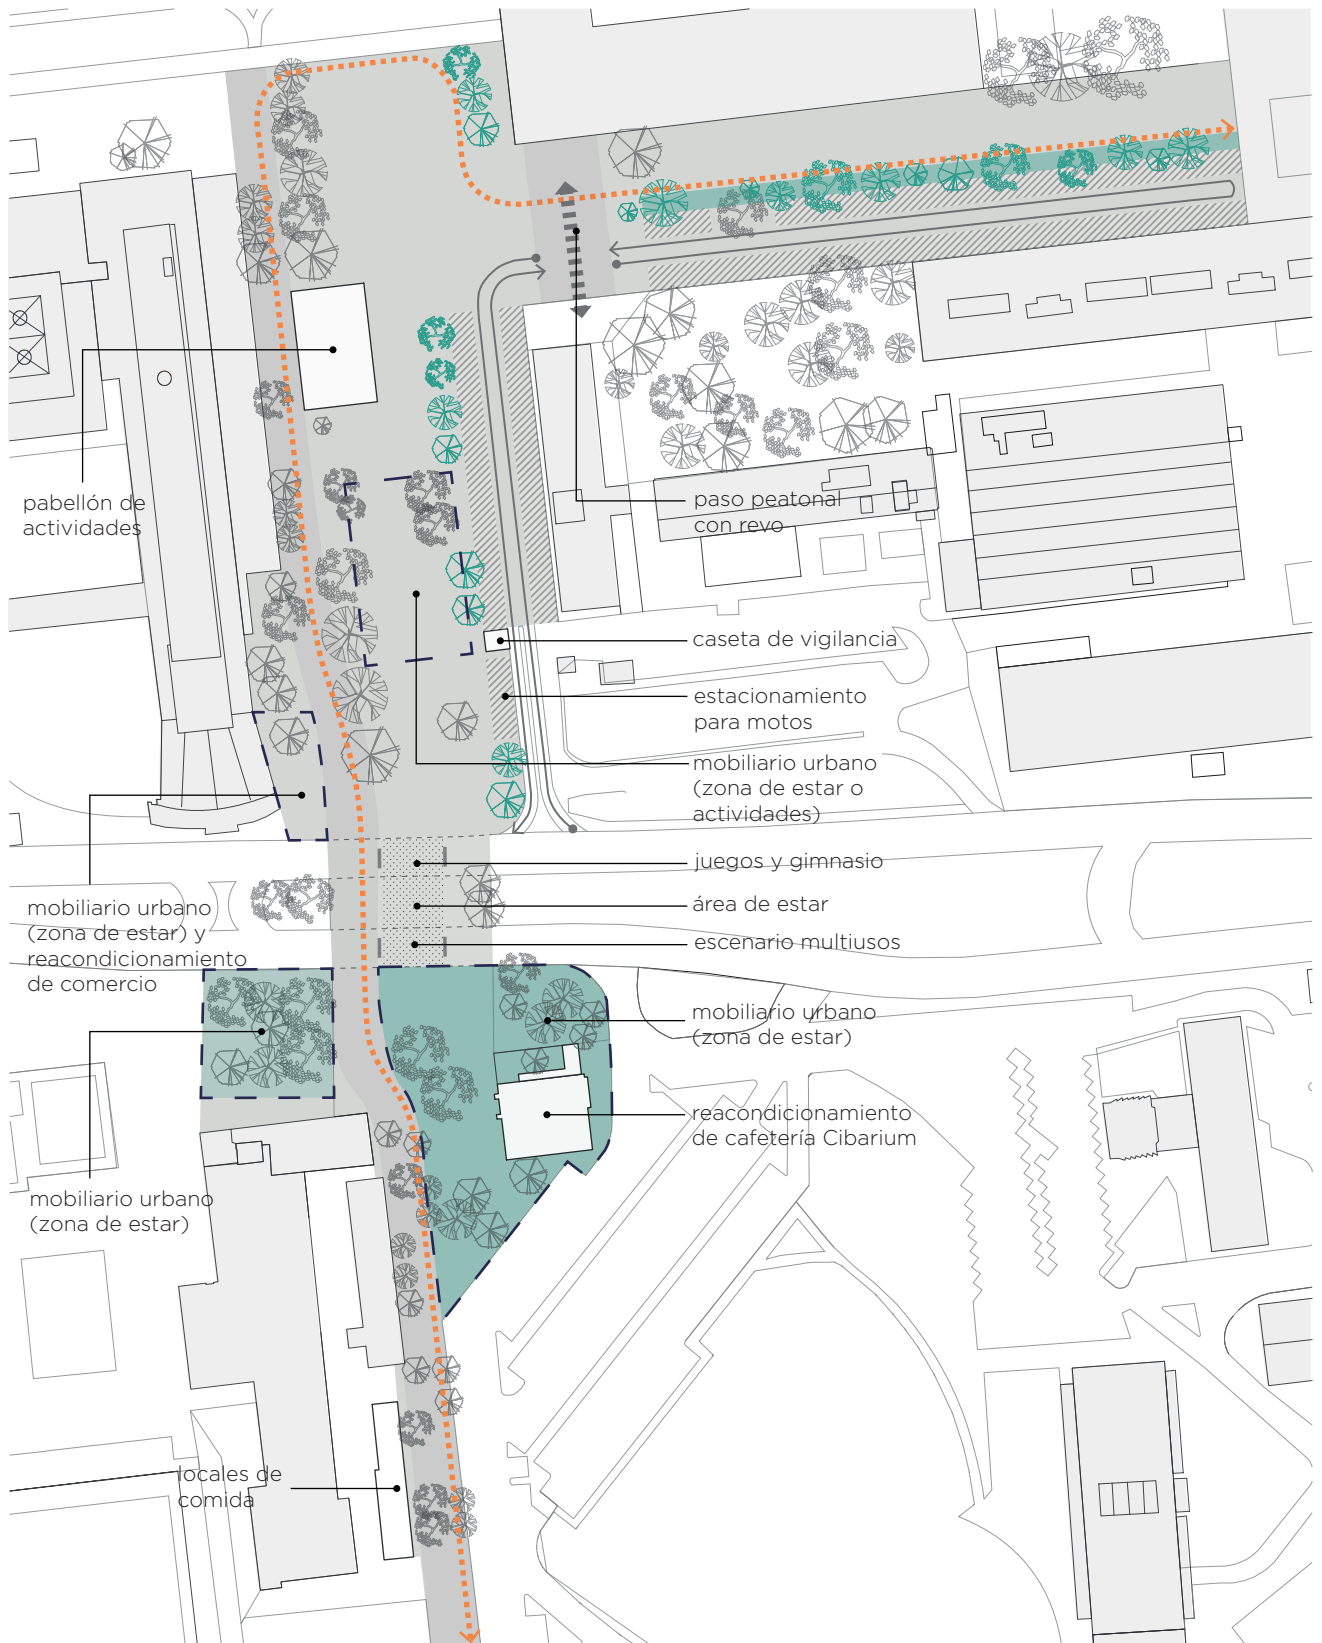 pabellón de
actividades
paso peatonal
con revo
caseta de vigilancia
estacionamiento
para motos
mobiliario urbano
(zona de estar o
actividades)
juegos y gimnasio
área de estar
escenario multiusos
mobiliario urbano
(zona de estar) y
reacondicionamiento
de comercio
mobiliario urbano
(zona de estar)
reacondicionamiento
de cafetería Cibarium
mobiliario urbano
(zona de estar)
locales de
comida